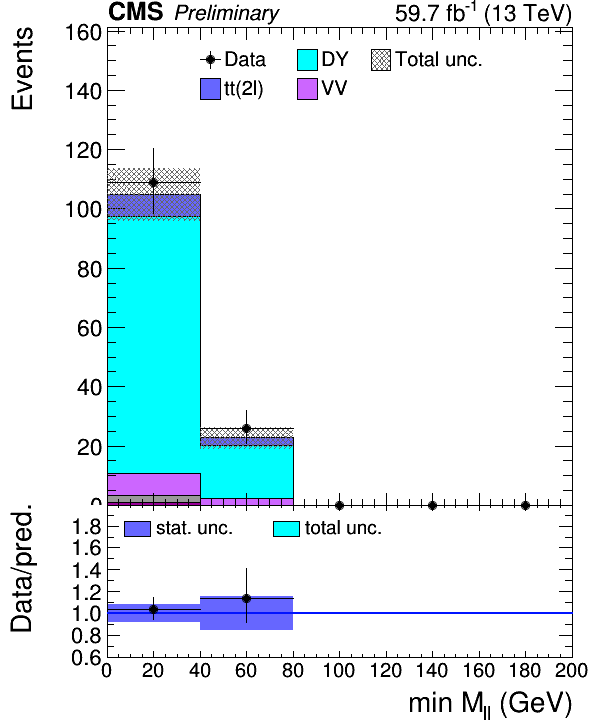 CMS Preliminary 59.7 fb⁻¹ (13 TeV)
Events
160
140
120
100
80
60
40
20
0
Data DY Total unc.
tt(2l) VV
Data/pred.
1.8
1.6
1.4
1.2
1.0
0.8
0.6
stat. unc. total unc.
0 20 40 60 80 100 120 140 160 180 200
min M_ll (GeV)